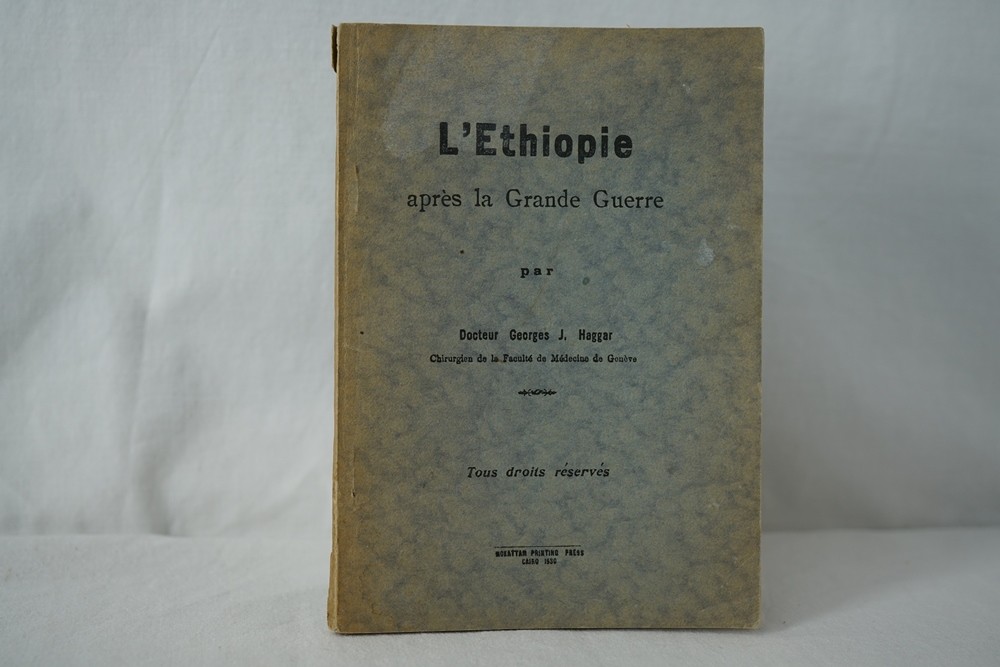 L'Ethiopie
après la Grande Guerre
par
Docteur Georges J. Haggar
Chirurgien de la Faculté de Médecine de Genève
Tous droits réservés
MOKATTAM PRINTING PRESS
CAIRO